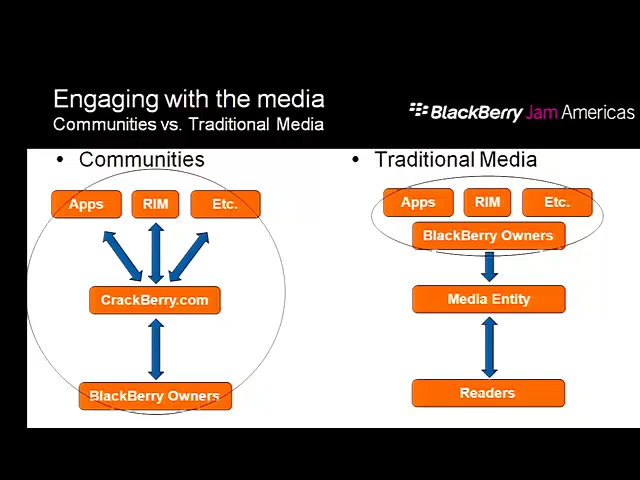 Engaging with the media
Communities vs. Traditional Media
BlackBerry Jam Americas
• Communities
Apps
RIM
Etc.
CrackBerry.com
BlackBerry Owners
• Traditional Media
Apps
RIM
Etc.
BlackBerry Owners
Media Entity
Readers